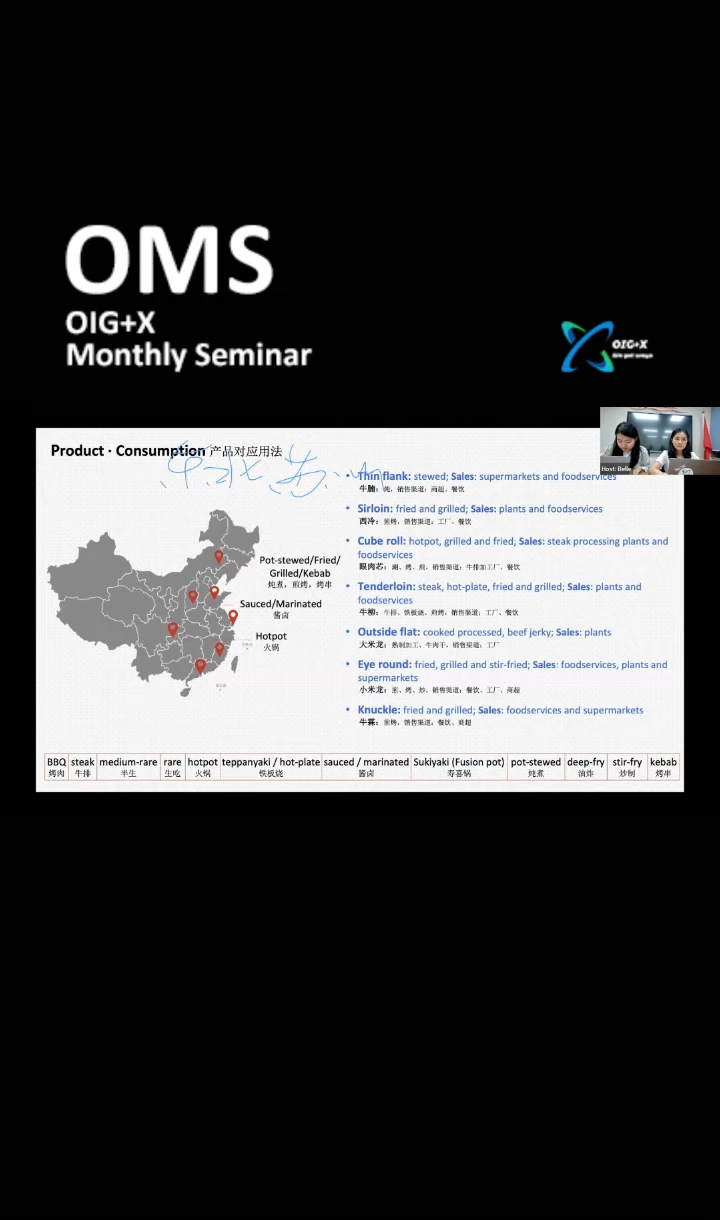 OMS
OIG+X
Monthly Seminar
OIG+X
Host: Belle
Product · Consumption 产品对应用法
• Thin flank: stewed; Sales: supermarkets and foodservices
牛腩：炖，销售渠道：商超、餐饮
• Sirloin: fried and grilled; Sales: plants and foodservices
西冷：煎烤，销售渠道：工厂、餐饮
• Cube roll: hotpot, grilled and fried; Sales: steak processing plants and
foodservices
眼肉芯：涮、烤、煎，销售渠道：牛排加工厂、餐饮
• Tenderloin: steak, hot-plate, fried and grilled; Sales: plants and
foodservices
牛柳：牛排、铁板烧，煎烤，销售渠道：工厂、餐饮
• Outside flat: cooked processed, beef jerky; Sales: plants
大米龙：熟制加工、牛肉干，销售渠道：工厂
• Eye round: fried, grilled and stir-fried; Sales: foodservices, plants and
supermarkets
小米龙：煎、烤、炒，销售渠道：餐饮、工厂、商超
• Knuckle: fried and grilled; Sales: foodservices and supermarkets
牛霖：煎烤，销售渠道：餐饮、商超
Pot-stewed/Fried/
Grilled/Kebab
炖煮，煎烤，烤串
Sauced/Marinated
酱卤
Hotpot
火锅
BBQ steak medium-rare rare hotpot teppanyaki / hot-plate sauced / marinated Sukiyaki (Fusion pot) pot-stewed deep-fry stir-fry kebab
烤肉 牛排 半生 生吃 火锅 铁板烧 酱卤 寿喜锅 炖煮 油炸 炒制 烤串